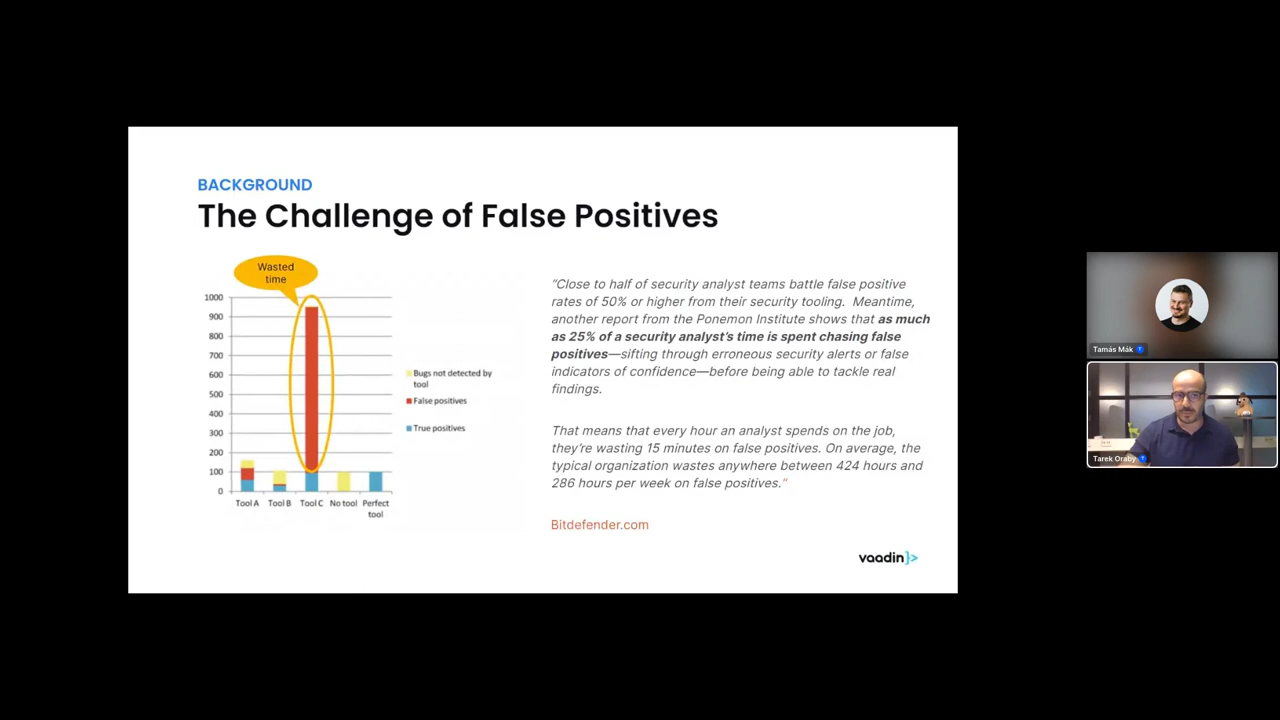 BACKGROUND
The Challenge of False Positives
Wasted
time
1000
900
800
700
600
500
400
300
200
100
0
Tool A
Tool B
Tool C
No tool
Perfect
tool
Bugs not detected by
tool
False positives
True positives
"Close to half of security analyst teams battle false positive
rates of 50% or higher from their security tooling. Meantime,
another report from the Ponemon Institute shows that as much
as 25% of a security analyst's time is spent chasing false
positives—sifting through erroneous security alerts or false
indicators of confidence—before being able to tackle real
findings.
That means that every hour an analyst spends on the job,
they're wasting 15 minutes on false positives. On average, the
typical organization wastes anywhere between 424 hours and
286 hours per week on false positives."
Bitdefender.com
vaadin}>
Tamás Mák
Tarek Oraby